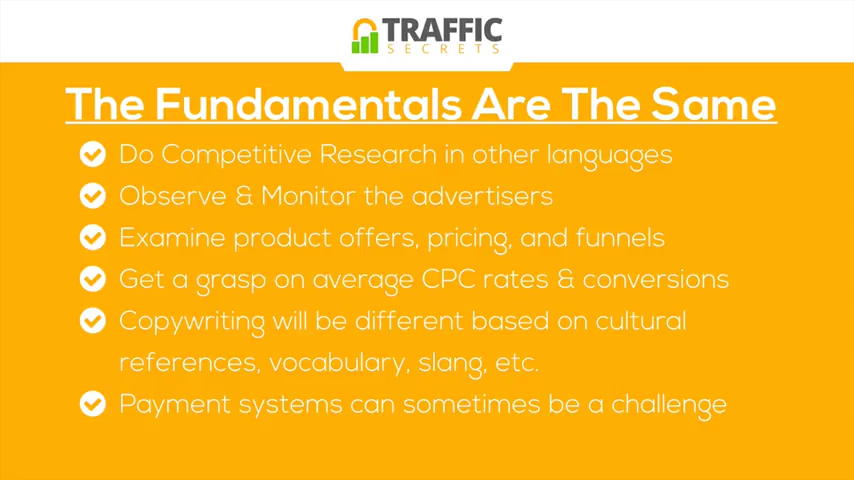 TRAFFIC
SECRETS
The Fundamentals Are The Same
Do Competitive Research in other languages
Observe & Monitor the advertisers
Examine product offers, pricing, and funnels
Get a grasp on average CPC rates & conversions
Copywriting will be different based on cultural
references, vocabulary, slang, etc.
Payment systems can sometimes be a challenge